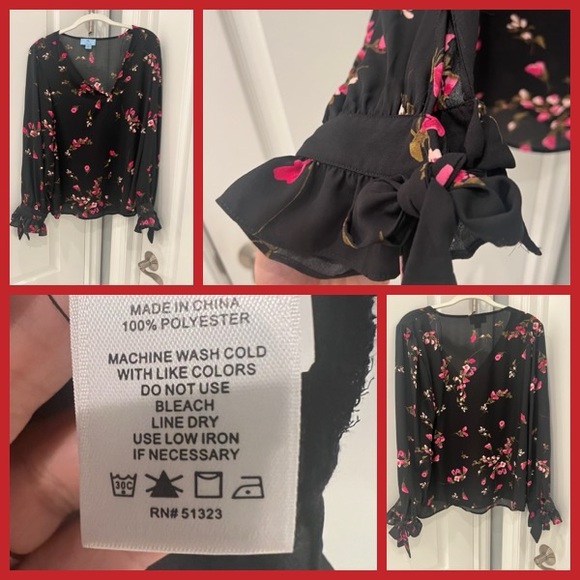 MADE IN CHINA
100% POLYESTER
MACHINE WASH COLD
WITH LIKE COLORS
DO NOT USE
BLEACH
LINE DRY
USE LOW IRON
IF NECESSARY
30C
RN# 51323